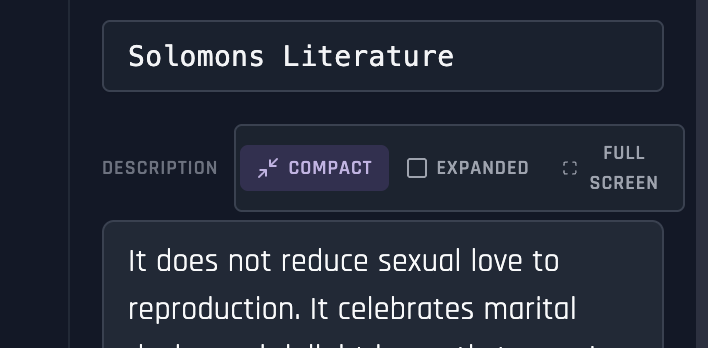 Solomons Literature
DESCRIPTION COMPACT EXPANDED FULL SCREEN
It does not reduce sexual love to
reproduction. It celebrates marital